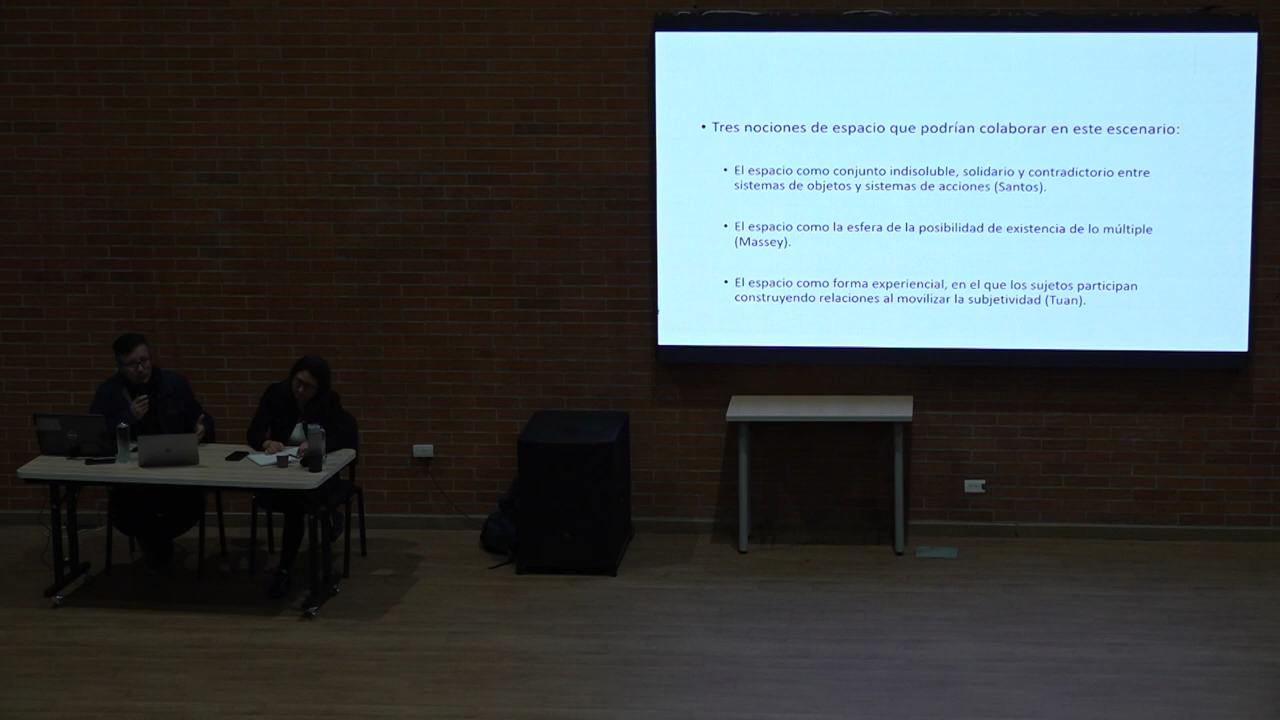 • Tres nociones de espacio que podrían colaborar en este escenario:
• El espacio como conjunto indisoluble, solidario y contradictorio entre
sistemas de objetos y sistemas de acciones (Santos).
• El espacio como la esfera de la posibilidad de existencia de lo múltiple
(Massey).
• El espacio como forma experiencial, en el que los sujetos participan
construyendo relaciones al movilizar la subjetividad (Tuan).